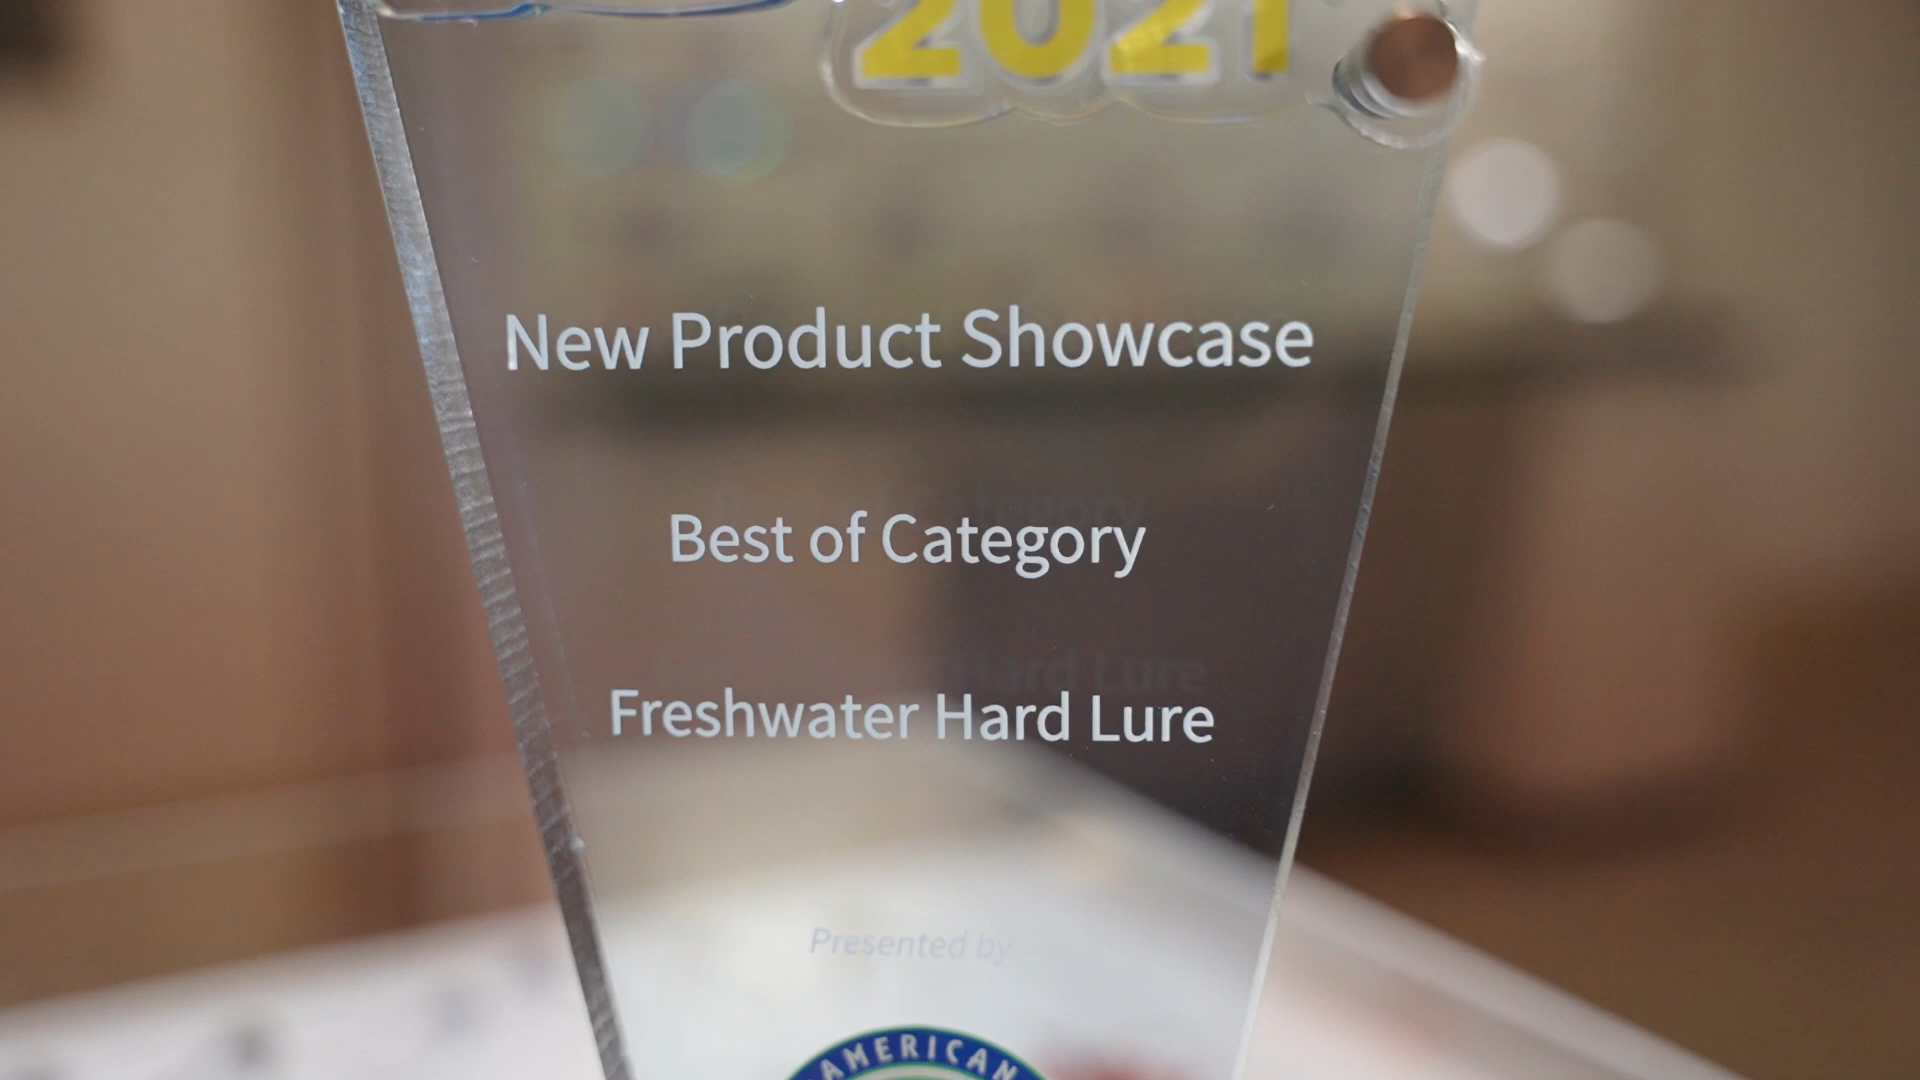 2021
New Product Showcase
Best of Category
Freshwater Hard Lure
Presented by
AMERICAN